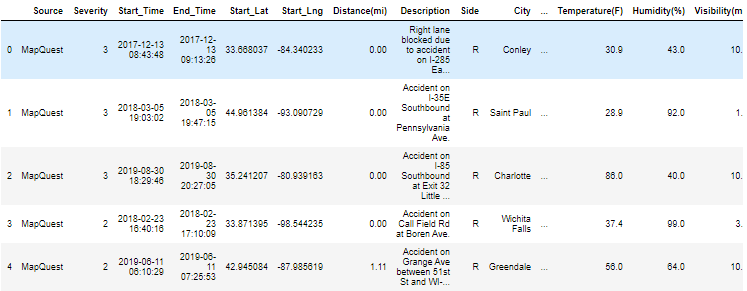 Source Severity Start_Time End_Time Start_Lat Start_Lng Distance(mi) Description Side City ... Temperature(F) Humidity(%) Visibility(m
0 MapQuest 3 2017-12-13 08:43:48 2017-12-13 09:13:26 33.668037 -84.340233 0.00 Right lane blocked due to accident on I-285 Ea... R Conley ... 30.9 43.0 10.
1 MapQuest 3 2018-03-05 19:03:02 2018-03-05 19:47:15 44.961384 -93.090729 0.00 Accident on I-35E Southbound at Pennsylvania Ave. R Saint Paul ... 28.9 92.0 1.
2 MapQuest 3 2019-08-30 18:29:46 2019-08-30 20:27:05 35.241207 -80.939163 0.00 Accident on I-85 Southbound at Exit 32 Little ... R Charlotte ... 86.0 40.0 10.
3 MapQuest 2 2018-02-23 16:40:16 2018-02-23 17:10:09 33.871395 -98.544235 0.00 Accident on Call Field Rd at Boren Ave. R Wichita Falls ... 37.4 99.0 3.
4 MapQuest 2 2019-06-11 06:10:29 2019-06-11 07:25:53 42.945084 -87.985619 1.11 Accident on Grange Ave between 51st St and WI-... R Greendale ... 56.0 64.0 10.